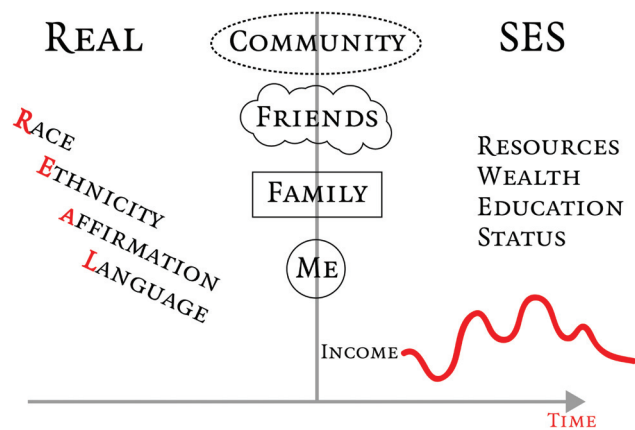 REAL
COMMUNITY
SES
FRIENDS
FAMILY
ME
RACE
ETHNICITY
AFFIRMATION
LANGUAGE
RESOURCES
WEALTH
EDUCATION
STATUS
INCOME
TIME